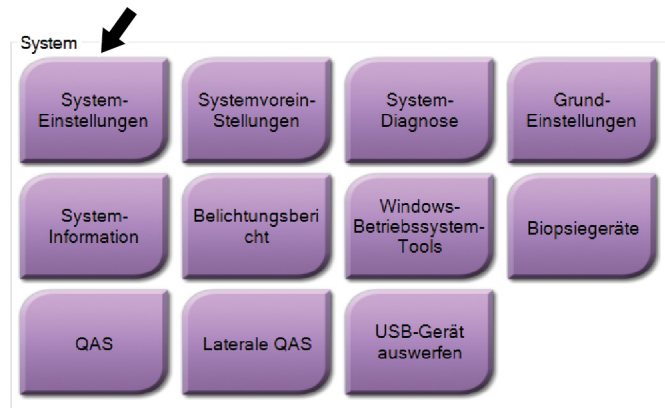 System
System-
Einstellungen
Systemvorein-
Stellungen
System-
Diagnose
Grund-
Einstellungen
System-
Information
Belichtungsberi
cht
Windows-
Betriebssystem-
Tools
Biopsiegeräte
QAS
Laterale QAS
USB-Gerät
auswerfen